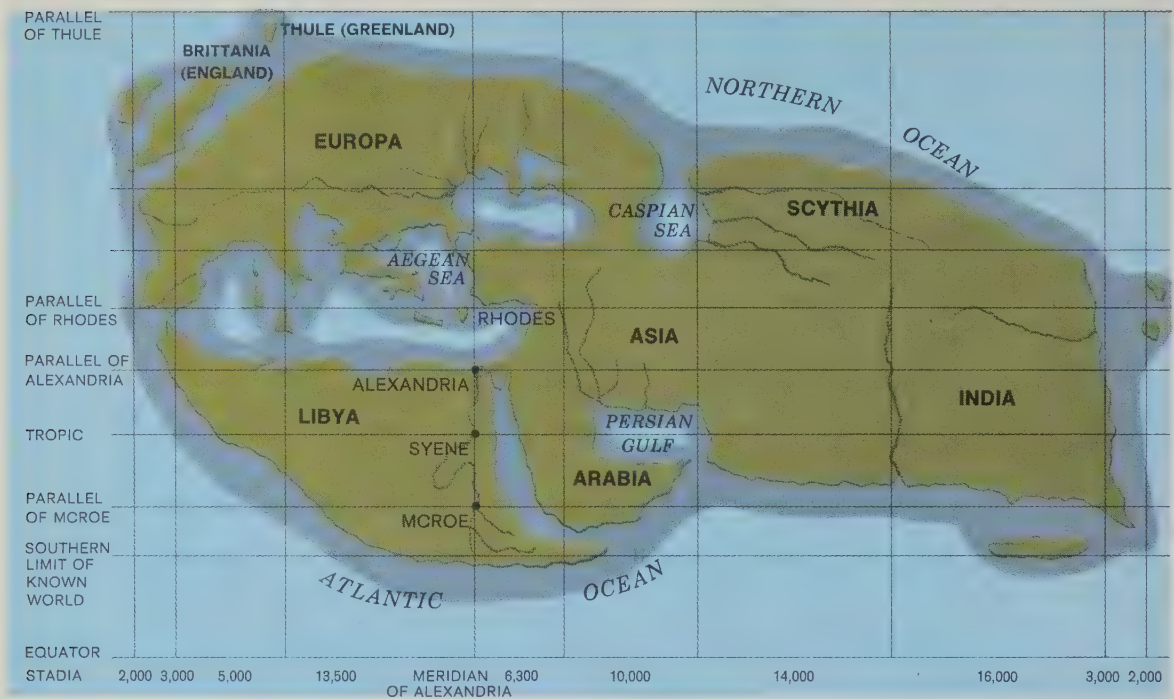 PARALLEL
OF THULE
THULE (GREENLAND)
BRITTANIA
(ENGLAND)
NORTHERN
OCEAN
EUROPA
CASPIAN
SEA
SCYTHIA
AEGEAN
SEA
PARALLEL
OF RHODES
RHODES
ASIA
PARALLEL OF
ALEXANDRIA
ALEXANDRIA
LIBYA
INDIA
PERSIAN
GULF
TROPIC
SYENE
ARABIA
PARALLEL
OF MCROE
MCROE
SOUTHERN
LIMIT OF
KNOWN
WORLD
ATLANTIC
OCEAN
EQUATOR
STADIA 2,000 3,000 5,000 13,500 MERIDIAN 6,300 10,000 14,000 16,000 3,000 2,000
OF ALEXANDRIA